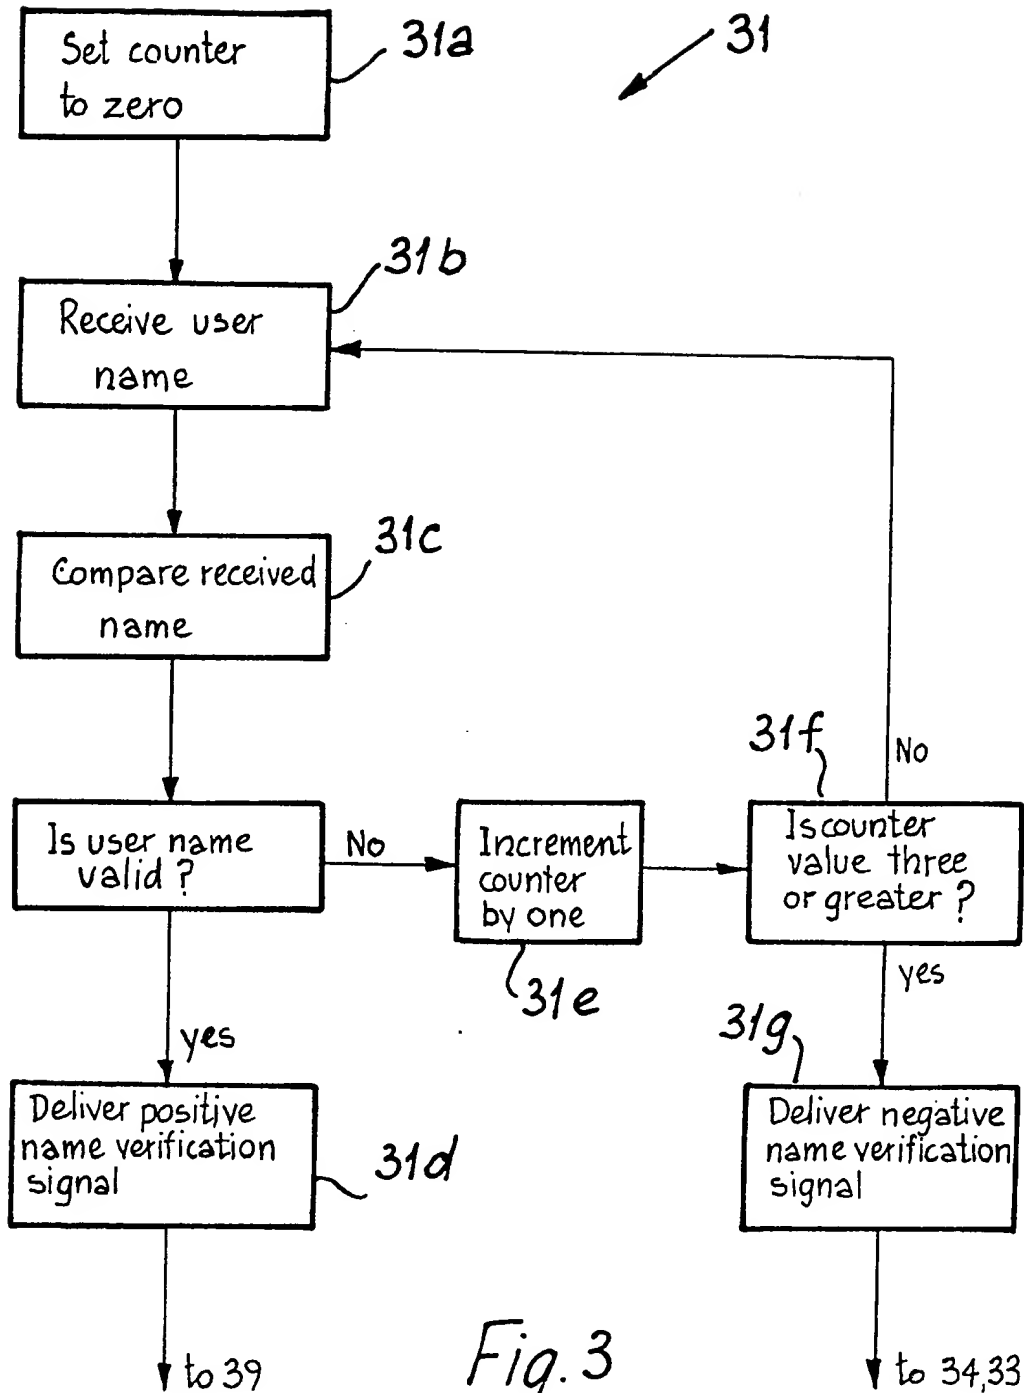 Set counter
to zero
31a
31
Receive user
name
31b
Compare received
name
31c
Is user name
valid ?
No
Increment
counter
by one
31e
31f
Is counter
value three
or greater ?
No
yes
yes
Deliver positive
name verification
signal
31d
31g
Deliver negative
name verification
signal
to 39
Fig. 3
to 34,33